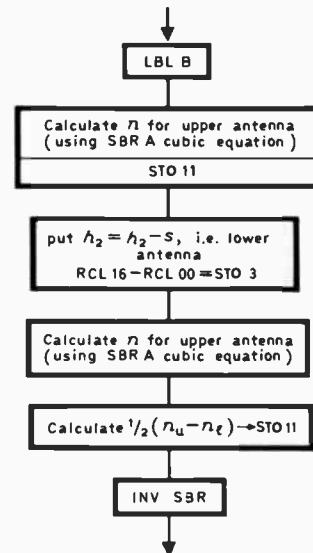 LBL B
Calculate n for upper antenna
(using SBR A cubic equation)
STO 11
put h₂ = h₂ – s, i.e. lower
antenna
RCL 16 – RCL 00 = STO 3
Calculate n for upper antenna
(using SBR A cubic equation)
Calculate ½(nᵤ – nℓ) → STO 11
INV SBR